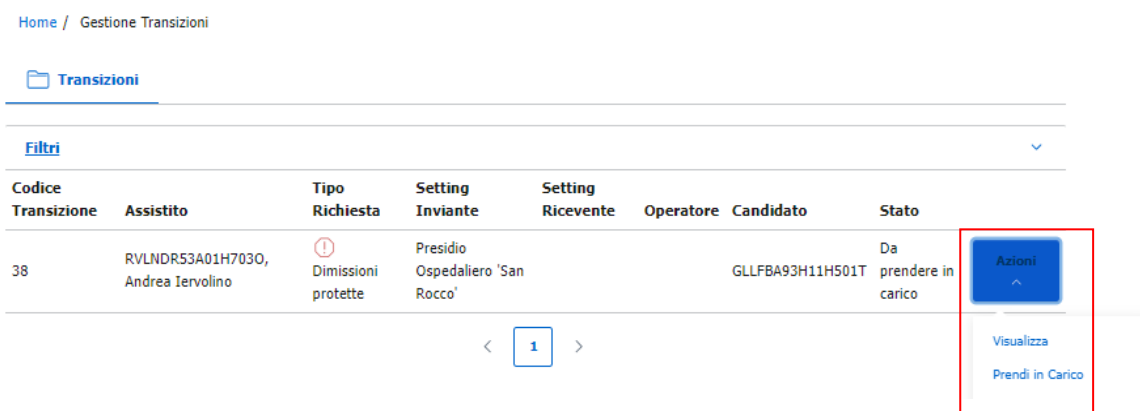 Home / Gestione Transizioni
Transizioni
Filtri
Codice Transizione Assistito Tipo Richiesta Setting Inviante Setting Ricevente Operatore Candidato Stato
38 RVLNDR53A01H703O, Andrea Iervolino Dimissioni protette Presidio Ospedaliero 'San Rocco' GLLFBA93H11H501T Da prendere in carico Azioni
1
Visualizza
Prendi in Carico